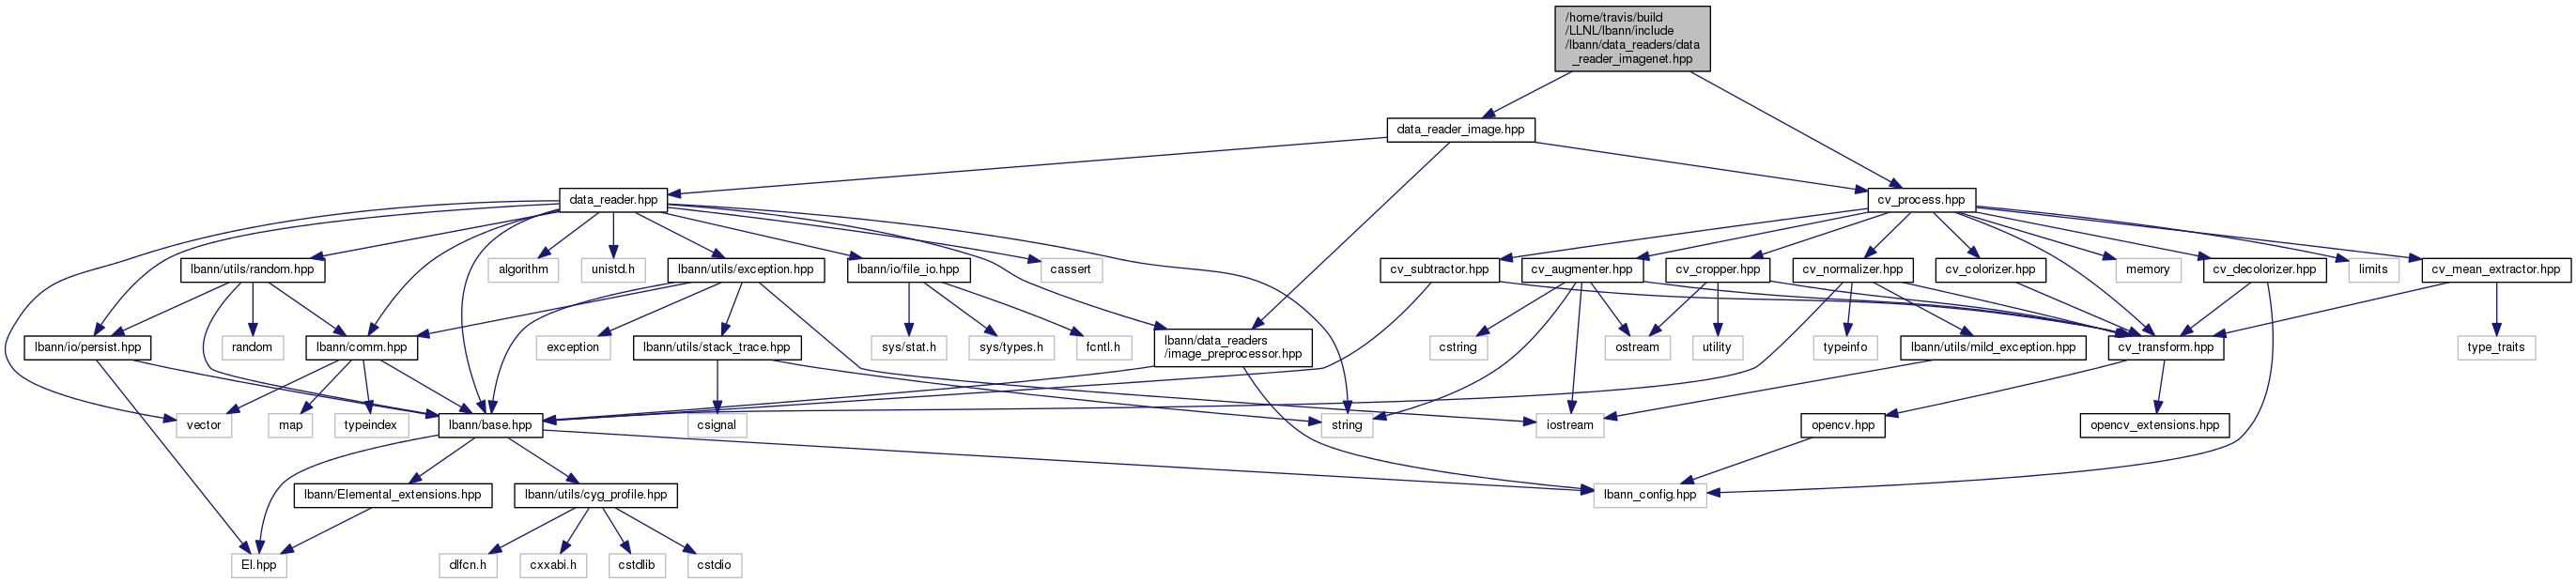 /home/travis/build
/LLNL/lbann/include
/lbann/data_readers/data
_reader_imagenet.hpp
data_reader_image.hpp
data_reader.hpp
cv_process.hpp
lbann/utils/random.hpp
algorithm
unistd.h
lbann/utils/exception.hpp
lbann/io/file_io.hpp
cassert
cv_subtractor.hpp
cv_augmenter.hpp
cv_cropper.hpp
cv_normalizer.hpp
cv_colorizer.hpp
memory
cv_decolorizer.hpp
limits
cv_mean_extractor.hpp
lbann/io/persist.hpp
random
lbann/comm.hpp
exception
lbann/utils/stack_trace.hpp
sys/stat.h
sys/types.h
fcntl.h
lbann/data_readers
/image_preprocessor.hpp
cstring
ostream
utility
typeinfo
lbann/utils/mild_exception.hpp
cv_transform.hpp
type_traits
vector
map
typeindex
lbann/base.hpp
csignal
string
iostream
opencv.hpp
opencv_extensions.hpp
lbann/Elemental_extensions.hpp
lbann/utils/cyg_profile.hpp
lbann_config.hpp
El.hpp
dlfcn.h
cxxabi.h
cstdlib
cstdio